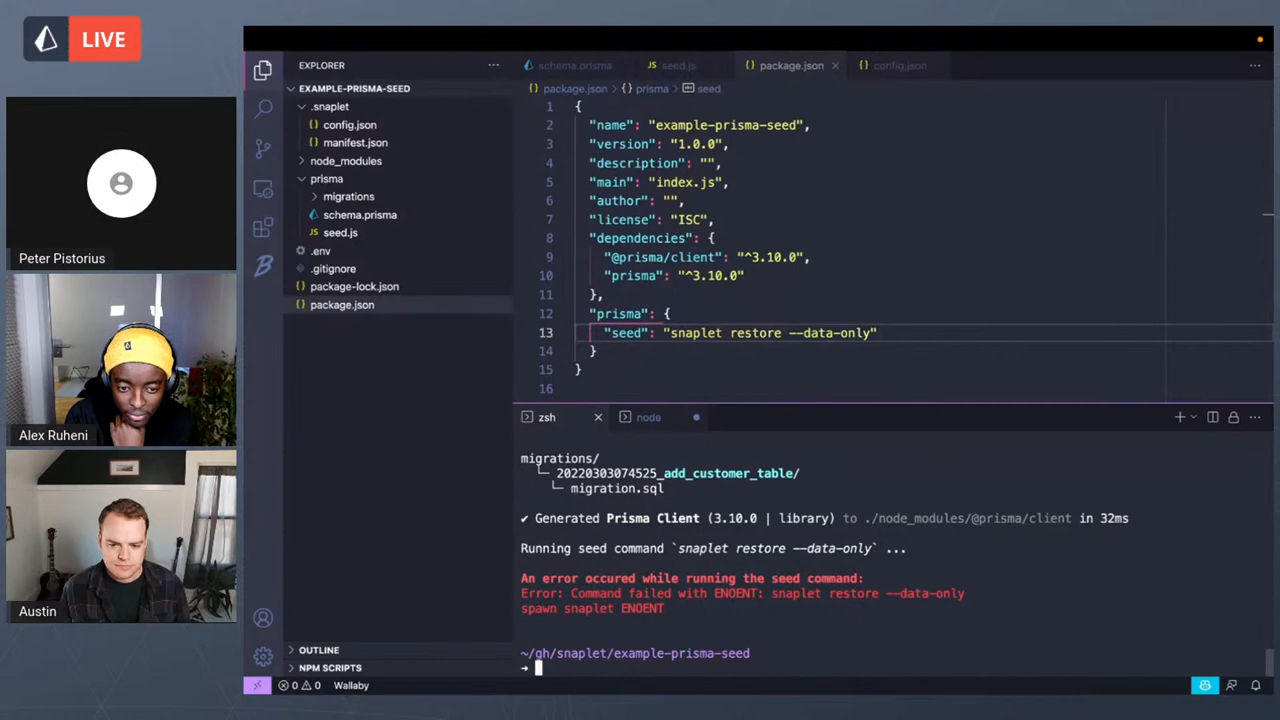 LIVE
Peter Pistorius
Alex Ruheni
Austin
EXPLORER
EXAMPLE-PRISMA-SEED
.snaplet
config.json
manifest.json
node_modules
prisma
migrations
schema.prisma
seed.js
.env
.gitignore
package-lock.json
package.json
OUTLINE
NPM SCRIPTS
schema.prisma
JS seed.js
{} package.json
{} config.json
{} package.json > {} prisma > abc seed
1 {
2 "name": "example-prisma-seed",
3 "version": "1.0.0",
4 "description": "",
5 "main": "index.js",
6 "author": "",
7 "license": "ISC",
8 "dependencies": {
9 "@prisma/client": "^3.10.0",
10 "prisma": "^3.10.0"
11 },
12 "prisma": {
13 "seed": "snaplet restore --data-only"
14 }
15 }
16
zsh
node
migrations/
└─ 20220303074525_add_customer_table/
└─ migration.sql
✔ Generated Prisma Client (3.10.0 | library) to ./node_modules/@prisma/client in 32ms
Running seed command `snaplet restore --data-only` ...
An error occured while running the seed command:
Error: Command failed with ENOENT: snaplet restore --data-only
spawn snaplet ENOENT
~/gh/snaplet/example-prisma-seed
→
0 0 Wallaby